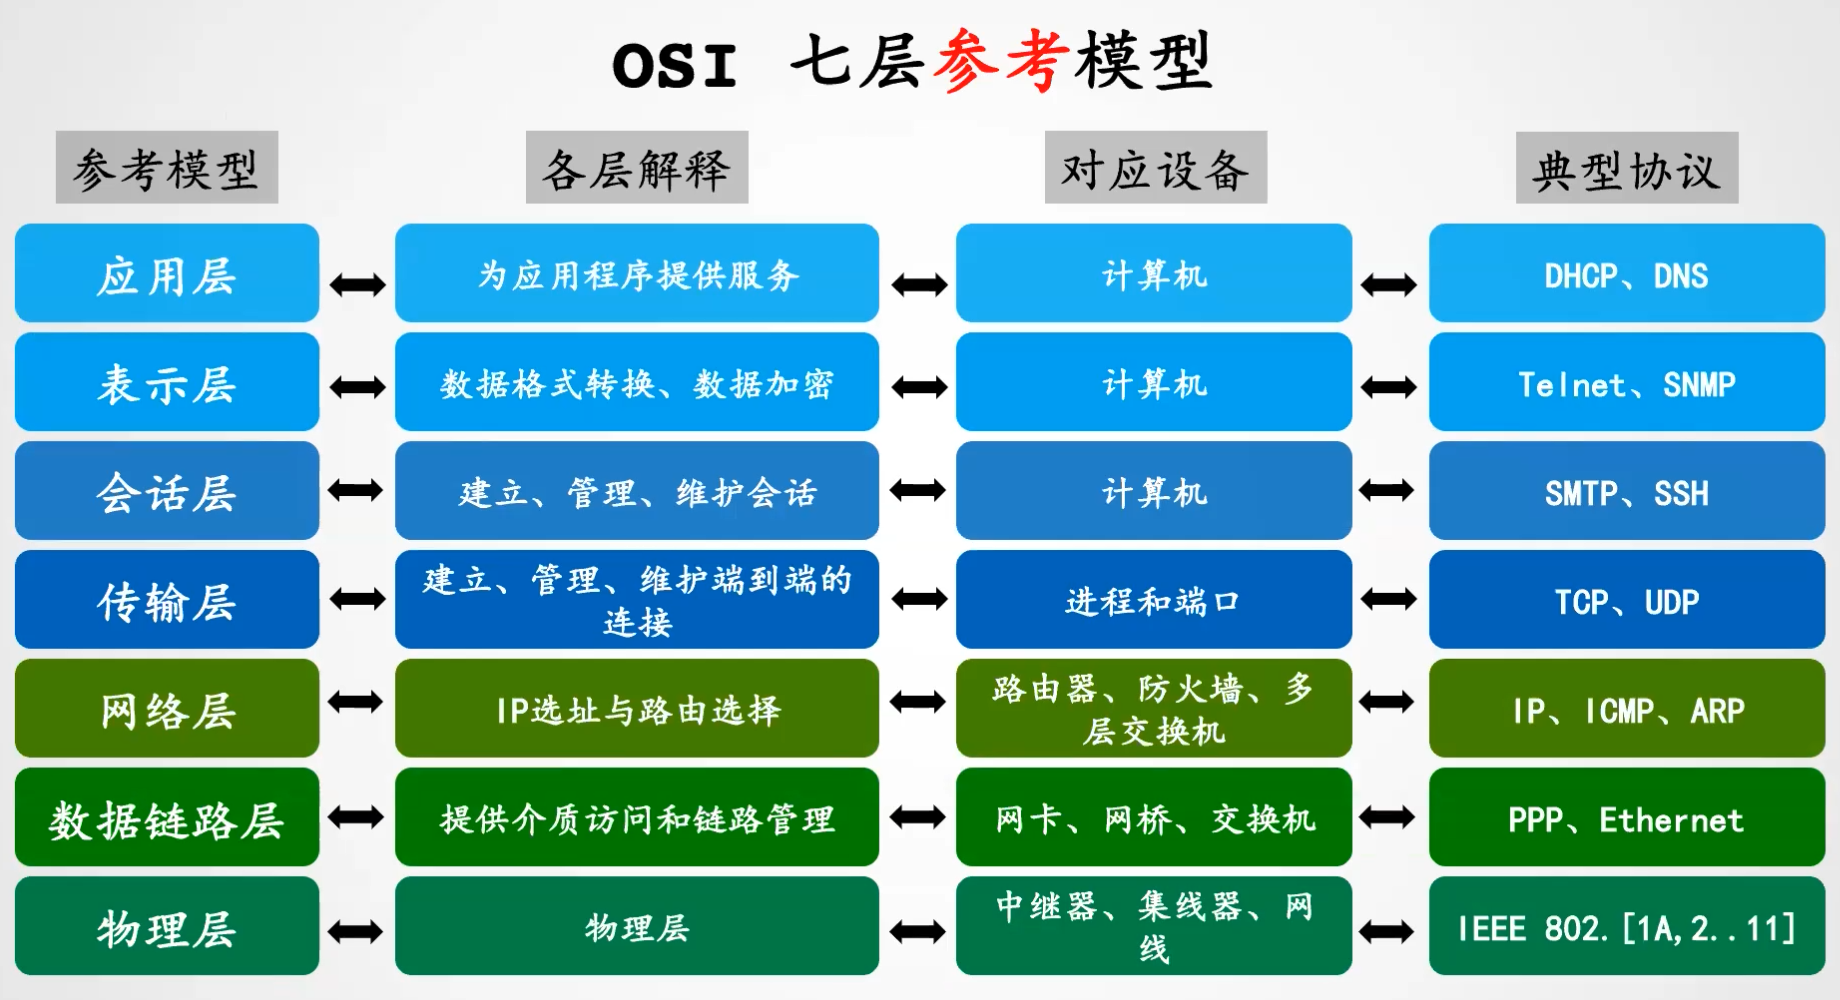 OSI 七层参考模型
参考模型
各层解释
对应设备
典型协议
应用层
为应用程序提供服务
计算机
DHCP、DNS
表示层
数据格式转换、数据加密
计算机
Telnet、SNMP
会话层
建立、管理、维护会话
计算机
SMTP、SSH
传输层
建立、管理、维护端到端的
连接
进程和端口
TCP、UDP
网络层
IP选址与路由选择
路由器、防火墙、多
层交换机
IP、ICMP、ARP
数据链路层
提供介质访问和链路管理
网卡、网桥、交换机
PPP、Ethernet
物理层
物理层
中继器、集线器、网
线
IEEE 802.[1A,2..11]